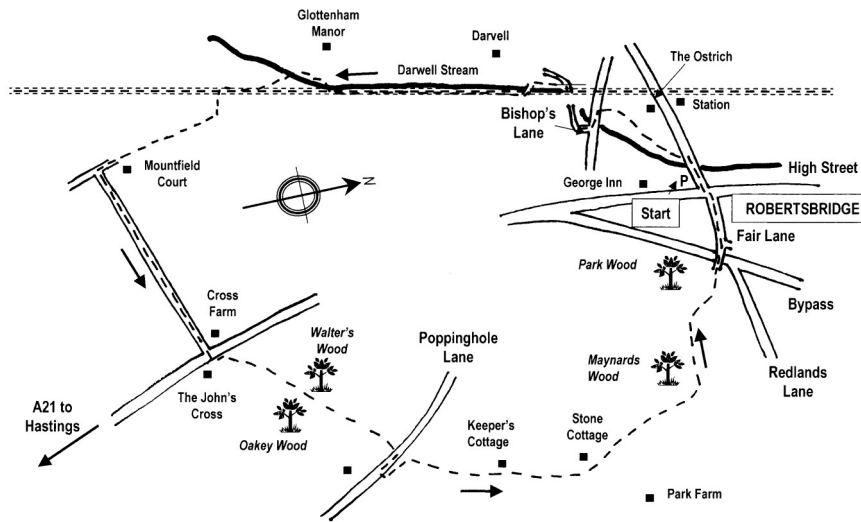 Glottenham
Manor
Darvell
The Ostrich
Darwell Stream
Station
Bishop's
Lane
Mountfield
Court
N
High Street
George Inn
P
Start
ROBERTSBRIDGE
Fair Lane
Park Wood
Bypass
Cross
Farm
Walter's
Wood
Poppinghole
Lane
Maynards
Wood
Redlands
Lane
The John's
Cross
A21 to
Hastings
Oakey Wood
Keeper's
Cottage
Stone
Cottage
Park Farm